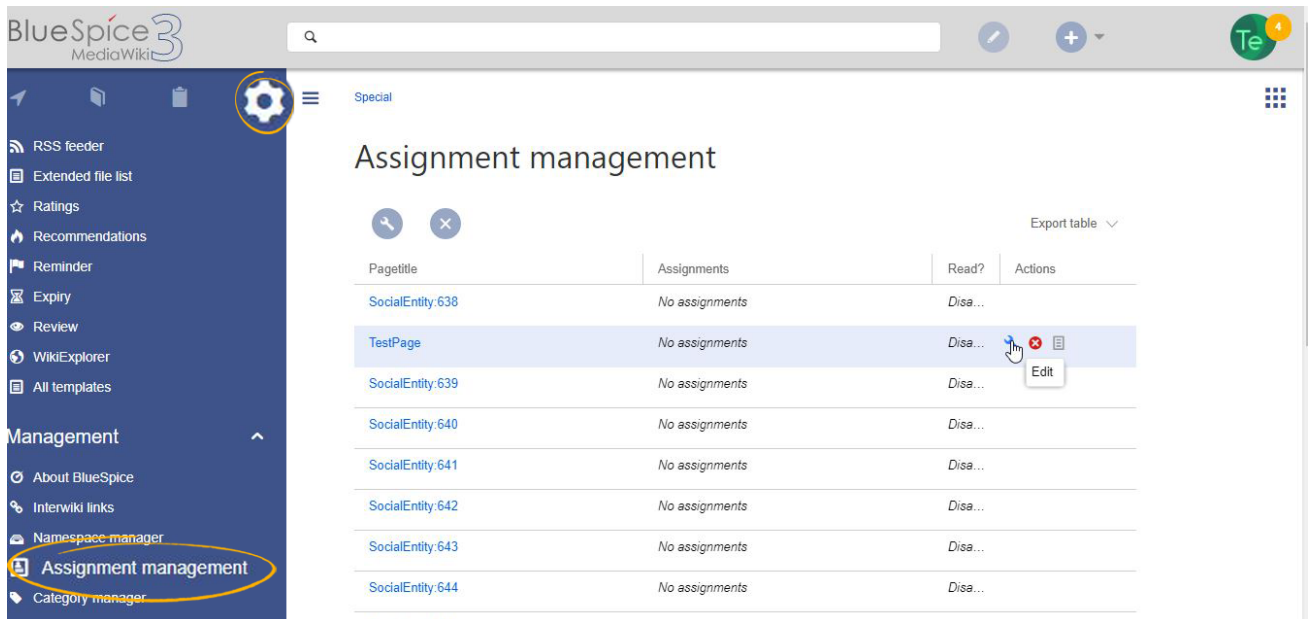 BlueSpice 3
MediaWiki
Te
4
Special
Assignment management
Export table
Pagetitle Assignments Read? Actions
SocialEntity:638 No assignments Disa...
TestPage No assignments Disa...
Edit
SocialEntity:639 No assignments Disa...
SocialEntity:640 No assignments Disa...
SocialEntity:641 No assignments Disa...
SocialEntity:642 No assignments Disa...
SocialEntity:643 No assignments Disa...
SocialEntity:644 No assignments Disa...
RSS feeder
Extended file list
Ratings
Recommendations
Reminder
Expiry
Review
WikiExplorer
All templates
Management
About BlueSpice
Interwiki links
Namespace manager
Assignment management
Category manager